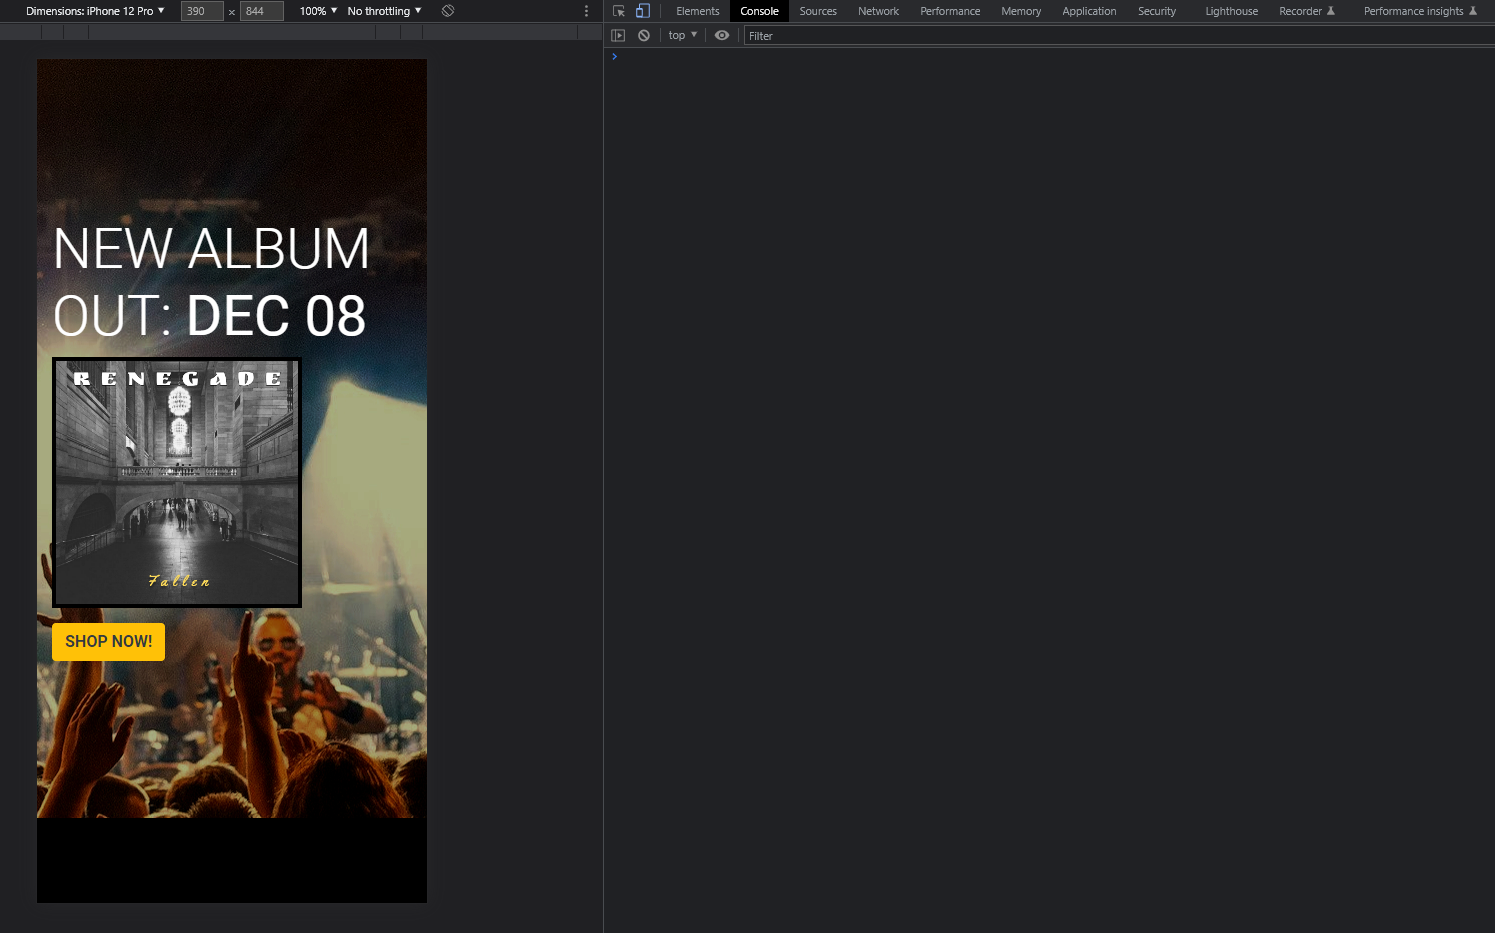 Dimensions: iPhone 12 Pro ▼ 390 × 844 100% ▼ No throttling ▼
Elements Console Sources Network Performance Memory Application Security Lighthouse Recorder Performance insights
top ▼ Filter
NEW ALBUM
OUT: DEC 08
RENEGADE
Fallen
SHOP NOW!